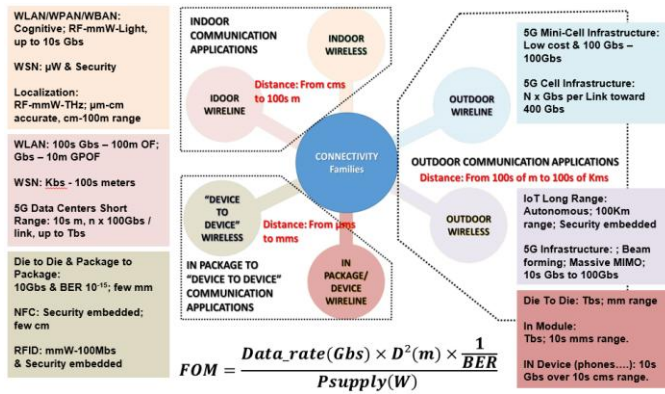 WLAN/WPAN/WBAN:
Cognitive; RF-mmW-Light,
up to 10s Gbs
WSN: µW & Security
Localization:
RF-mmW-THz; µm-cm
accurate, cm-100m range
WLAN: 100s Gbs – 100m OF;
Gbs – 10m GPOF
WSN: Kbs - 100s meters
5G Data Centers Short
Range: 10s m, n x 100Gbs /
link, up to Tbs
Die to Die & Package to
Package:
10Gbs & BER 10⁻¹⁵; few mm
NFC: Security embedded;
few cm
RFID: mmW-100Mbs
& Security embedded
INDOOR
COMMUNICATION
APPLICATIONS
INDOOR
WIRELESS
Distance: From cms
to 100s m
IDOOR
WIRELINE
CONNECTIVITY
Families
"DEVICE
TO
DEVICE"
WIRELESS
Distance: From µms
to mms
IN PACKAGE TO
"DEVICE TO DEVICE"
COMMUNICATION
APPLICATIONS
IN
PACKAGE/
DEVICE
WIRELINE
OUTDOOR
WIRELINE
OUTDOOR COMMUNICATION APPLICATIONS
Distance: From 100s of m to 100s of Kms
OUTDOOR
WIRELESS
5G Mini-Cell Infrastructure:
Low cost & 100 Gbs –
100Gbs
5G Cell Infrastructure:
N x Gbs per Link toward
400 Gbs
IoT Long Range:
Autonomous; 100Km
range; Security embedded
5G Infrastructure: ; Beam
forming; Massive MIMO;
10s Gbs to 100Gbs
Die To Die: Tbs; mm range
In Module:
Tbs; 10s mms range.
IN Device (phones....): 10s
Gbs over 10s cms range.
FOM = Data_rate(Gbs) × D²(m) × 1/BER
Psupply(W)